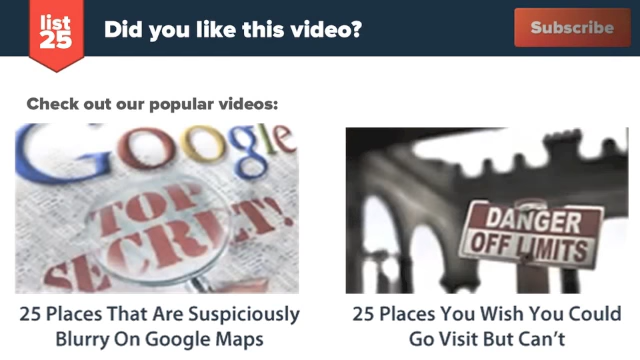 list
25
Did you like this video?
Subscribe
Check out our popular videos:
Google
TOP
SECRET!
DANGER
OFF LIMITS
25 Places That Are Suspiciously
Blurry On Google Maps
25 Places You Wish You Could
Go Visit But Can't